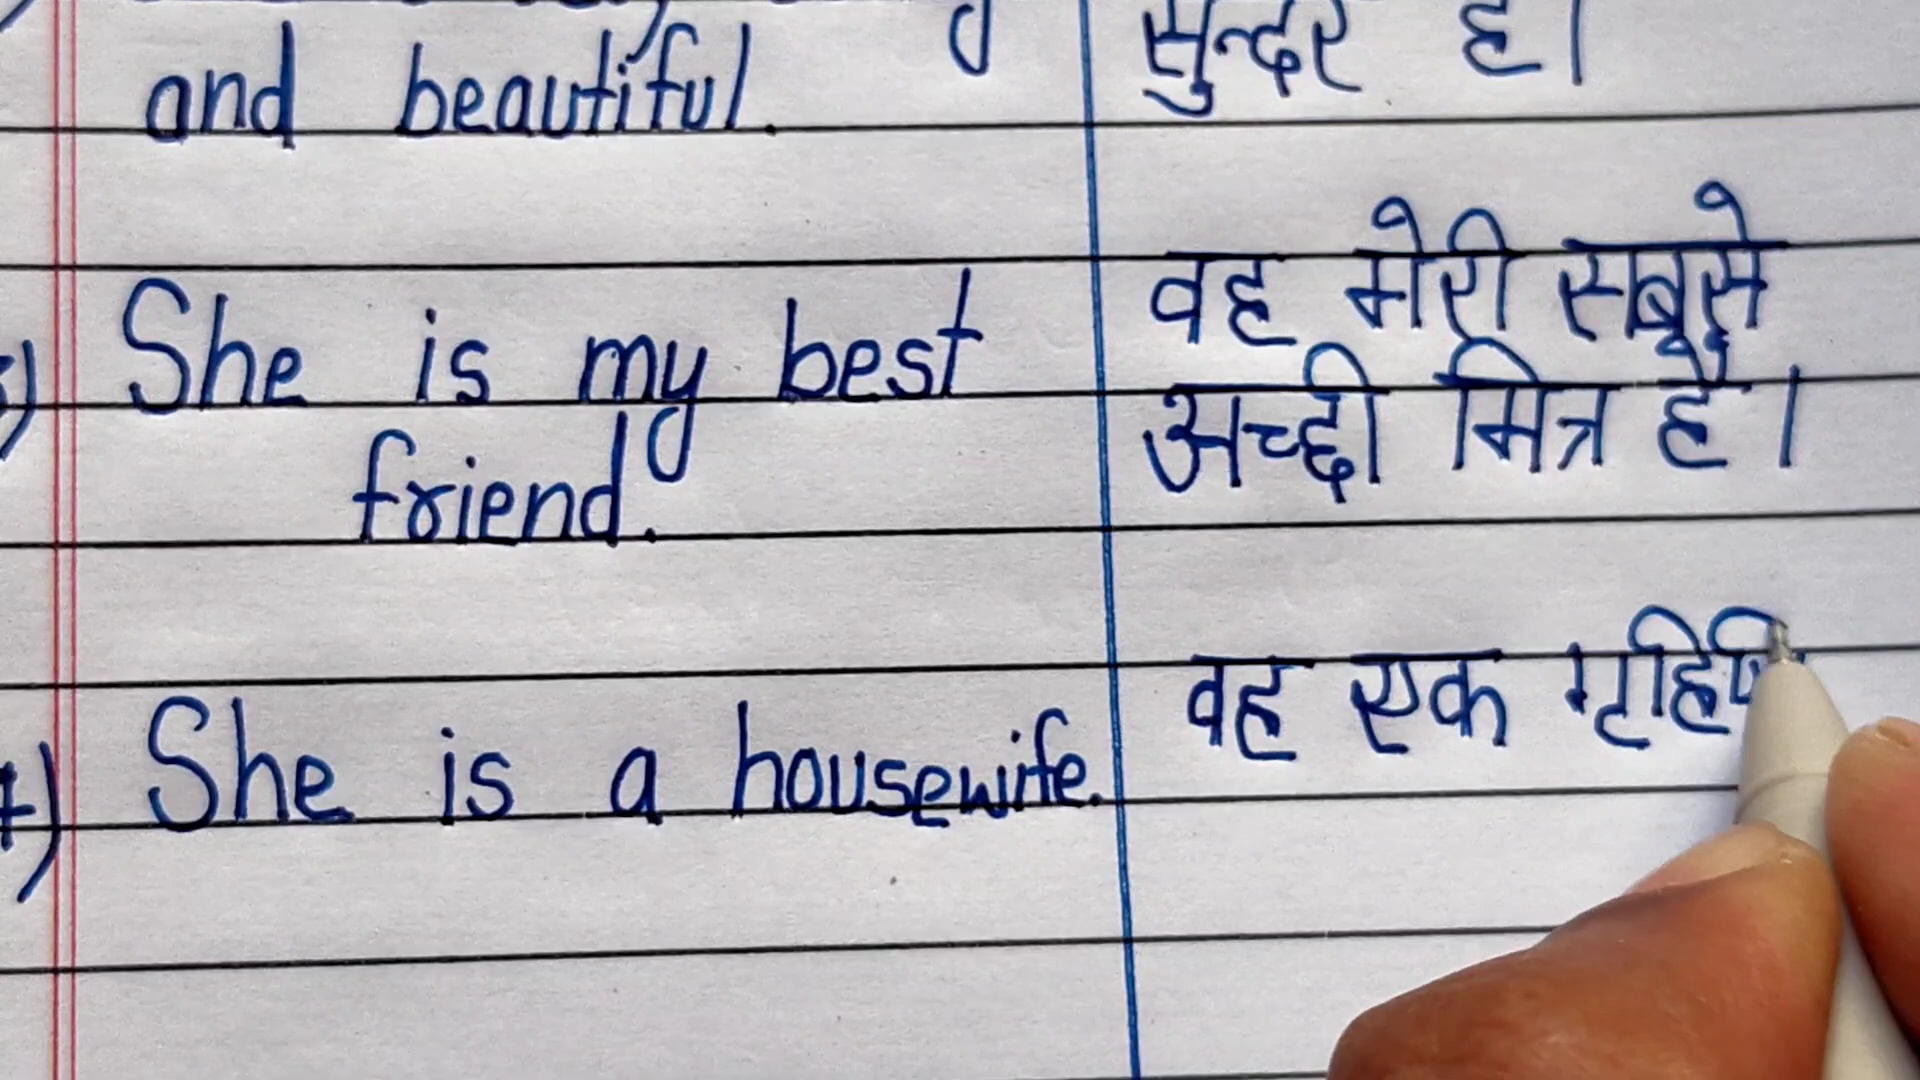 and beautiful.
सुन्दर है।
She is my best
friend.
वह मेरी सबसे
अच्छी मित्र है।
She is a housewife.
वह एक